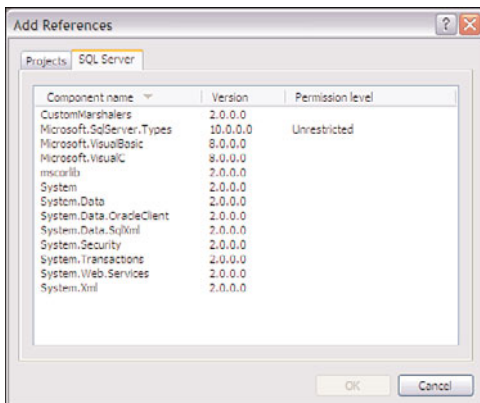 Add References
Projects SQL Server
Component name Version Permission level
CustomMarshalers 2.0.0.0
Microsoft.SqlServer.Types 10.0.0.0 Unrestricted
Microsoft.VisualBasic 8.0.0.0
Microsoft.VisualC 8.0.0.0
mscorlib 2.0.0.0
System 2.0.0.0
System.Data 2.0.0.0
System.Data.OracleClient 2.0.0.0
System.Data.SqlXml 2.0.0.0
System.Security 2.0.0.0
System.Transactions 2.0.0.0
System.Web.Services 2.0.0.0
System.Xml 2.0.0.0
OK Cancel